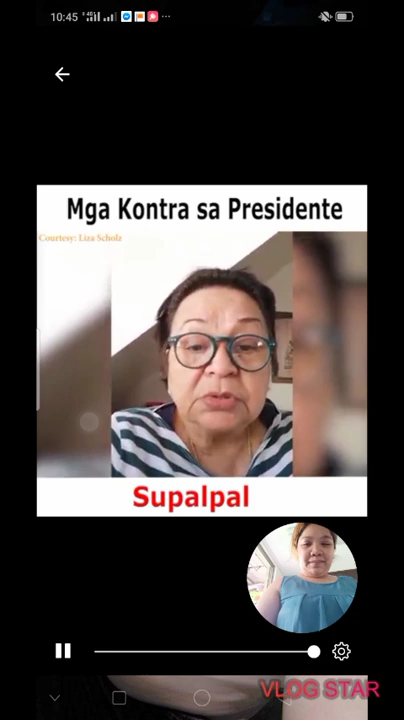 10:45
Mga Kontra sa Presidente
Courtesy: Liza Scholz
Supalpal
VLOG STAR